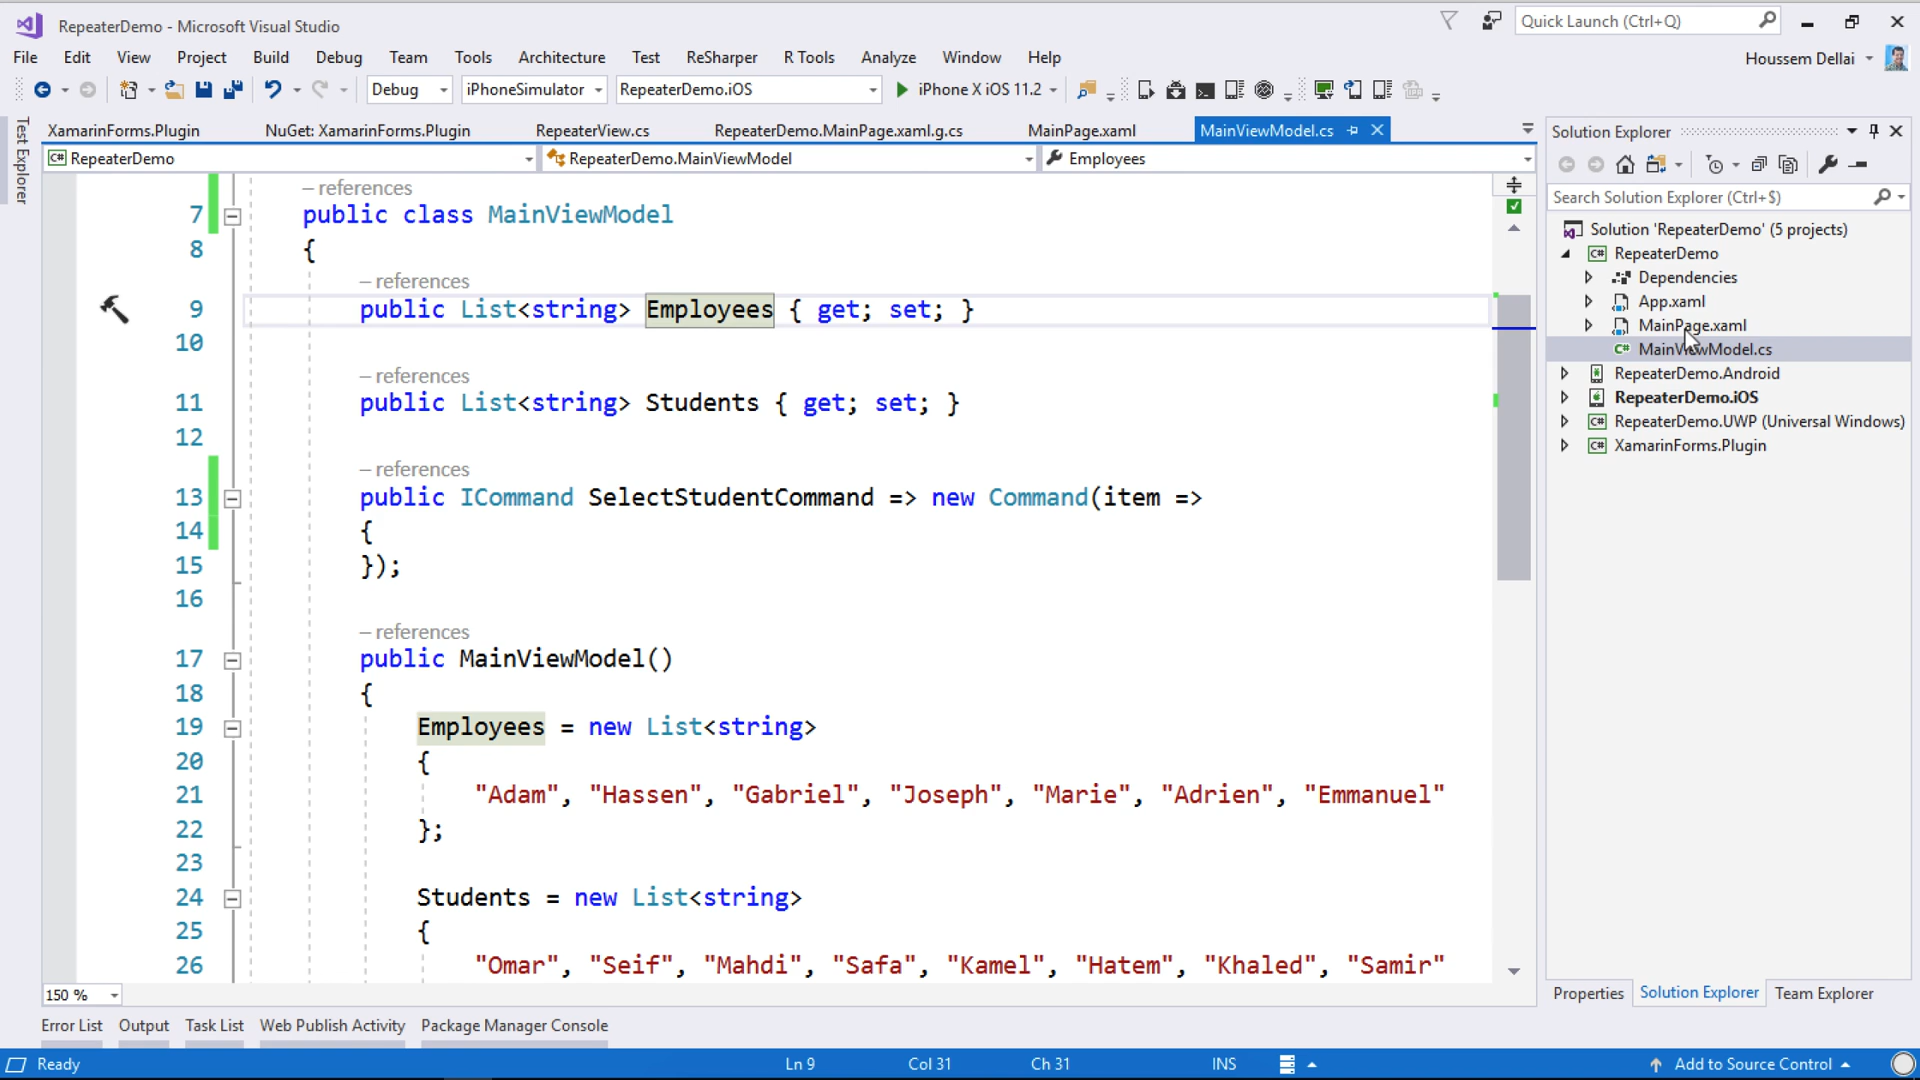 RepeaterDemo - Microsoft Visual Studio
Quick Launch (Ctrl+Q)
File Edit View Project Build Debug Team Tools Architecture Test ReSharper R Tools Analyze Window Help
Houssem Dellai
Debug iPhoneSimulator RepeaterDemo.iOS iPhone X iOS 11.2
Test Explorer
XamarinForms.Plugin NuGet: XamarinForms.Plugin RepeaterView.cs RepeaterDemo.MainPage.xaml.g.cs MainPage.xaml MainViewModel.cs
C# RepeaterDemo RepeaterDemo.MainViewModel Employees
– references
7 public class MainViewModel
8 {
– references
9 public List<string> Employees { get; set; }
10
– references
11 public List<string> Students { get; set; }
12
– references
13 public ICommand SelectStudentCommand => new Command(item =>
14 {
15 });
16
– references
17 public MainViewModel()
18 {
19 Employees = new List<string>
20 {
21 "Adam", "Hassen", "Gabriel", "Joseph", "Marie", "Adrien", "Emmanuel"
22 };
23
24 Students = new List<string>
25 {
26 "Omar", "Seif", "Mahdi", "Safa", "Kamel", "Hatem", "Khaled", "Samir"
150 %
Solution Explorer
Search Solution Explorer (Ctrl+$)
Solution 'RepeaterDemo' (5 projects)
C# RepeaterDemo
Dependencies
App.xaml
MainPage.xaml
C# MainViewModel.cs
RepeaterDemo.Android
RepeaterDemo.iOS
C# RepeaterDemo.UWP (Universal Windows)
C# XamarinForms.Plugin
Properties Solution Explorer Team Explorer
Error List Output Task List Web Publish Activity Package Manager Console
Ready Ln 9 Col 31 Ch 31 INS Add to Source Control